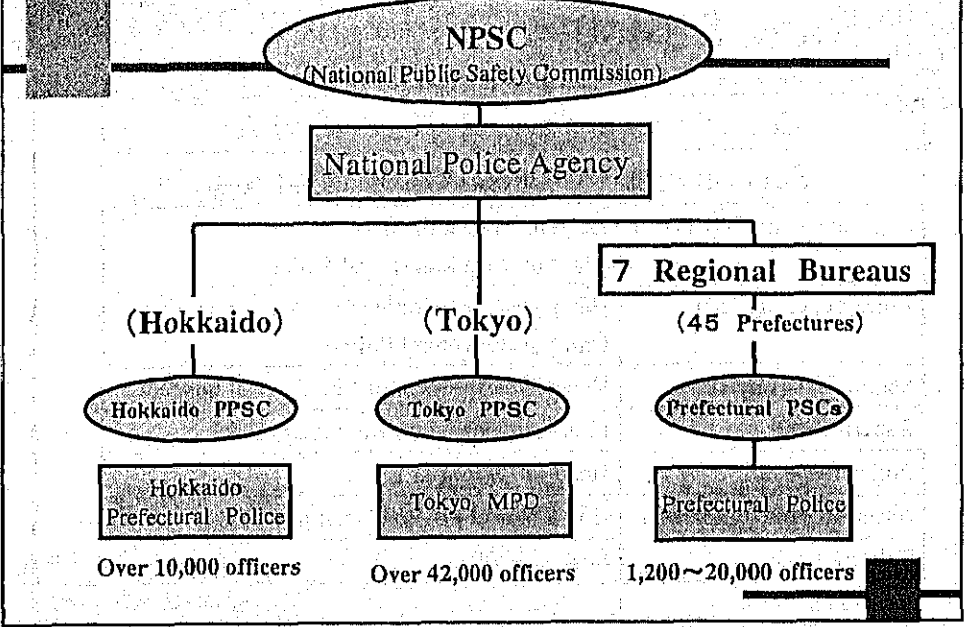 NPSC
(National Public Safety Commission)
National Police Agency
7 Regional Bureaus
(Hokkaido)
(Tokyo)
(45 Prefectures)
Hokkaido PPSC
Tokyo PPSC
Prefectural PSCs
Hokkaido
Prefectural Police
Tokyo MPD
Prefectural Police
Over 10,000 officers
Over 42,000 officers
1,200～20,000 officers